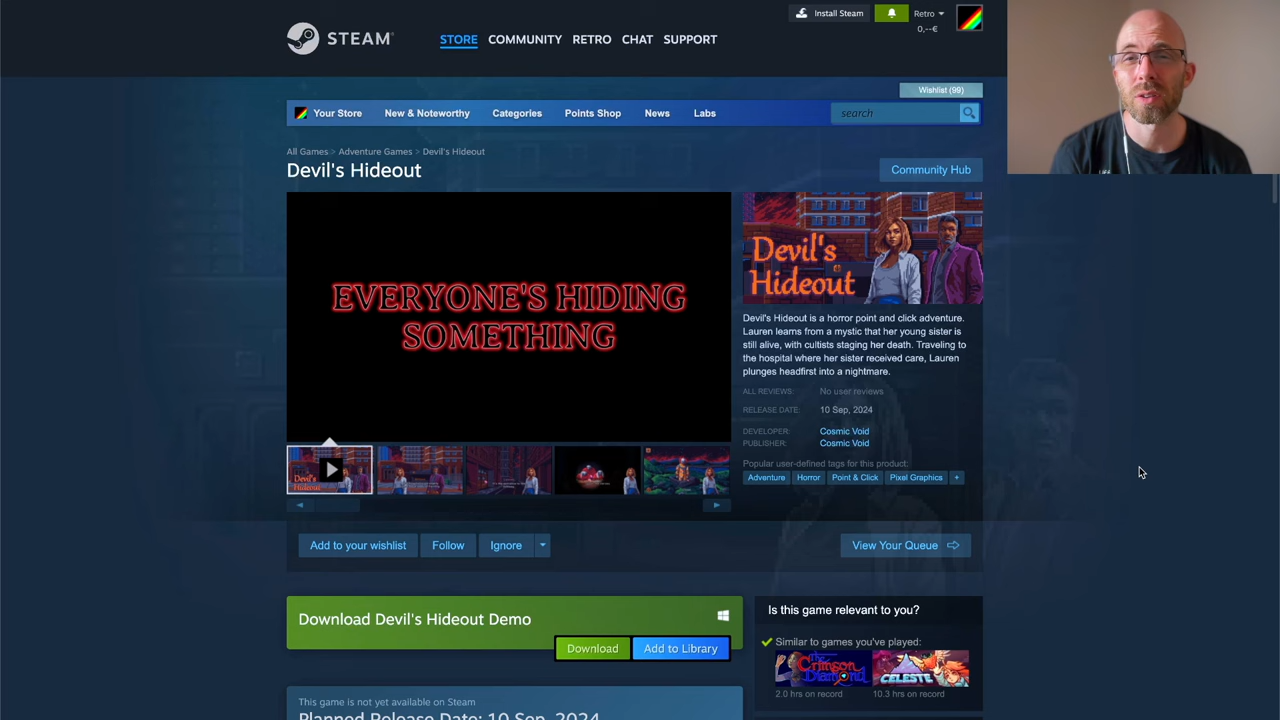 STEAM
STORE COMMUNITY RETRO CHAT SUPPORT
Install Steam
Retro
0,--€
Wishlist (99)
Your Store New & Noteworthy Categories Points Shop News Labs
search
All Games > Adventure Games > Devil's Hideout
Devil's Hideout
Community Hub
EVERYONE'S HIDING
SOMETHING
Devil's
Hideout
Devil's Hideout is a horror point and click adventure.
Lauren learns from a mystic that her young sister is
still alive, with cultists staging her death. Traveling to
the hospital where her sister received care, Lauren
plunges headfirst into a nightmare.
ALL REVIEWS: No user reviews
RELEASE DATE: 10 Sep, 2024
DEVELOPER: Cosmic Void
PUBLISHER: Cosmic Void
Popular user-defined tags for this product:
Adventure Horror Point & Click Pixel Graphics +
Devil's
Hideout
Add to your wishlist Follow Ignore
View Your Queue
Download Devil's Hideout Demo
Download Add to Library
Is this game relevant to you?
Similar to games you've played:
The
Crimson
Diamond
CELESTE
2.0 hrs on record 10.3 hrs on record
This game is not yet available on Steam
Planned Release Date: 10 Sep, 2024